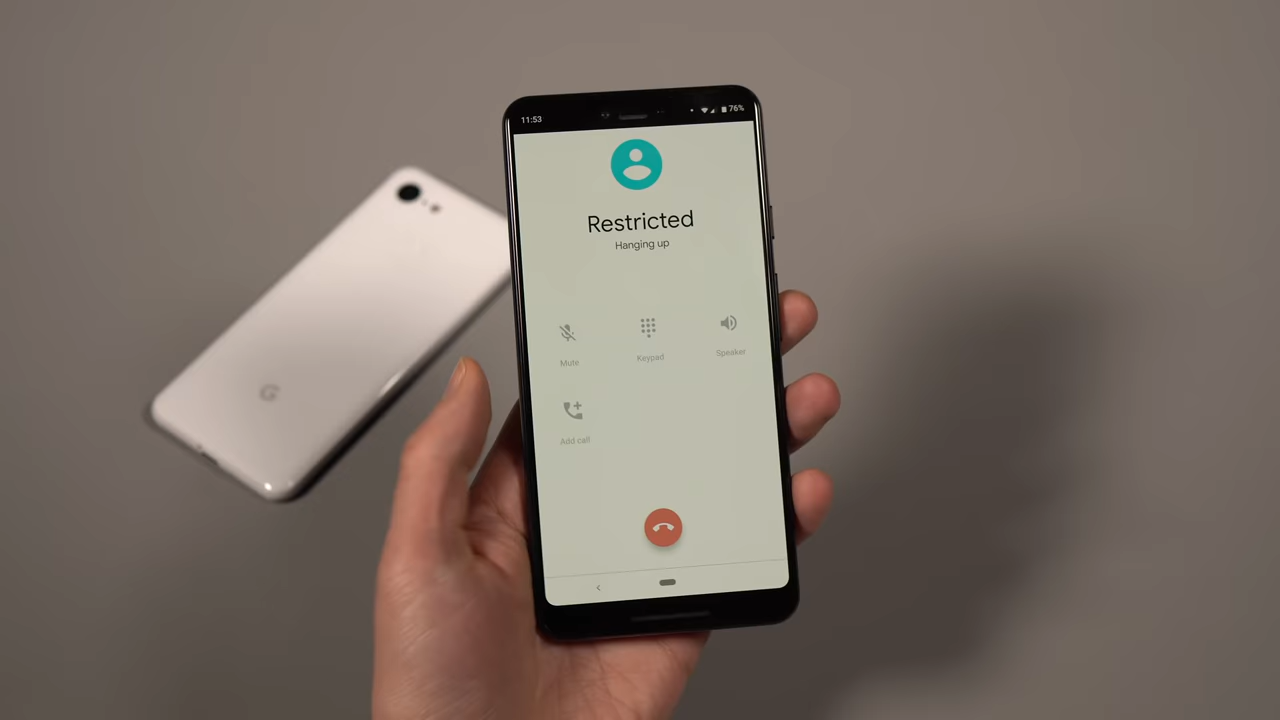 11:53
76%
Restricted
Hanging up
Mute
Keypad
Speaker
Add call
G